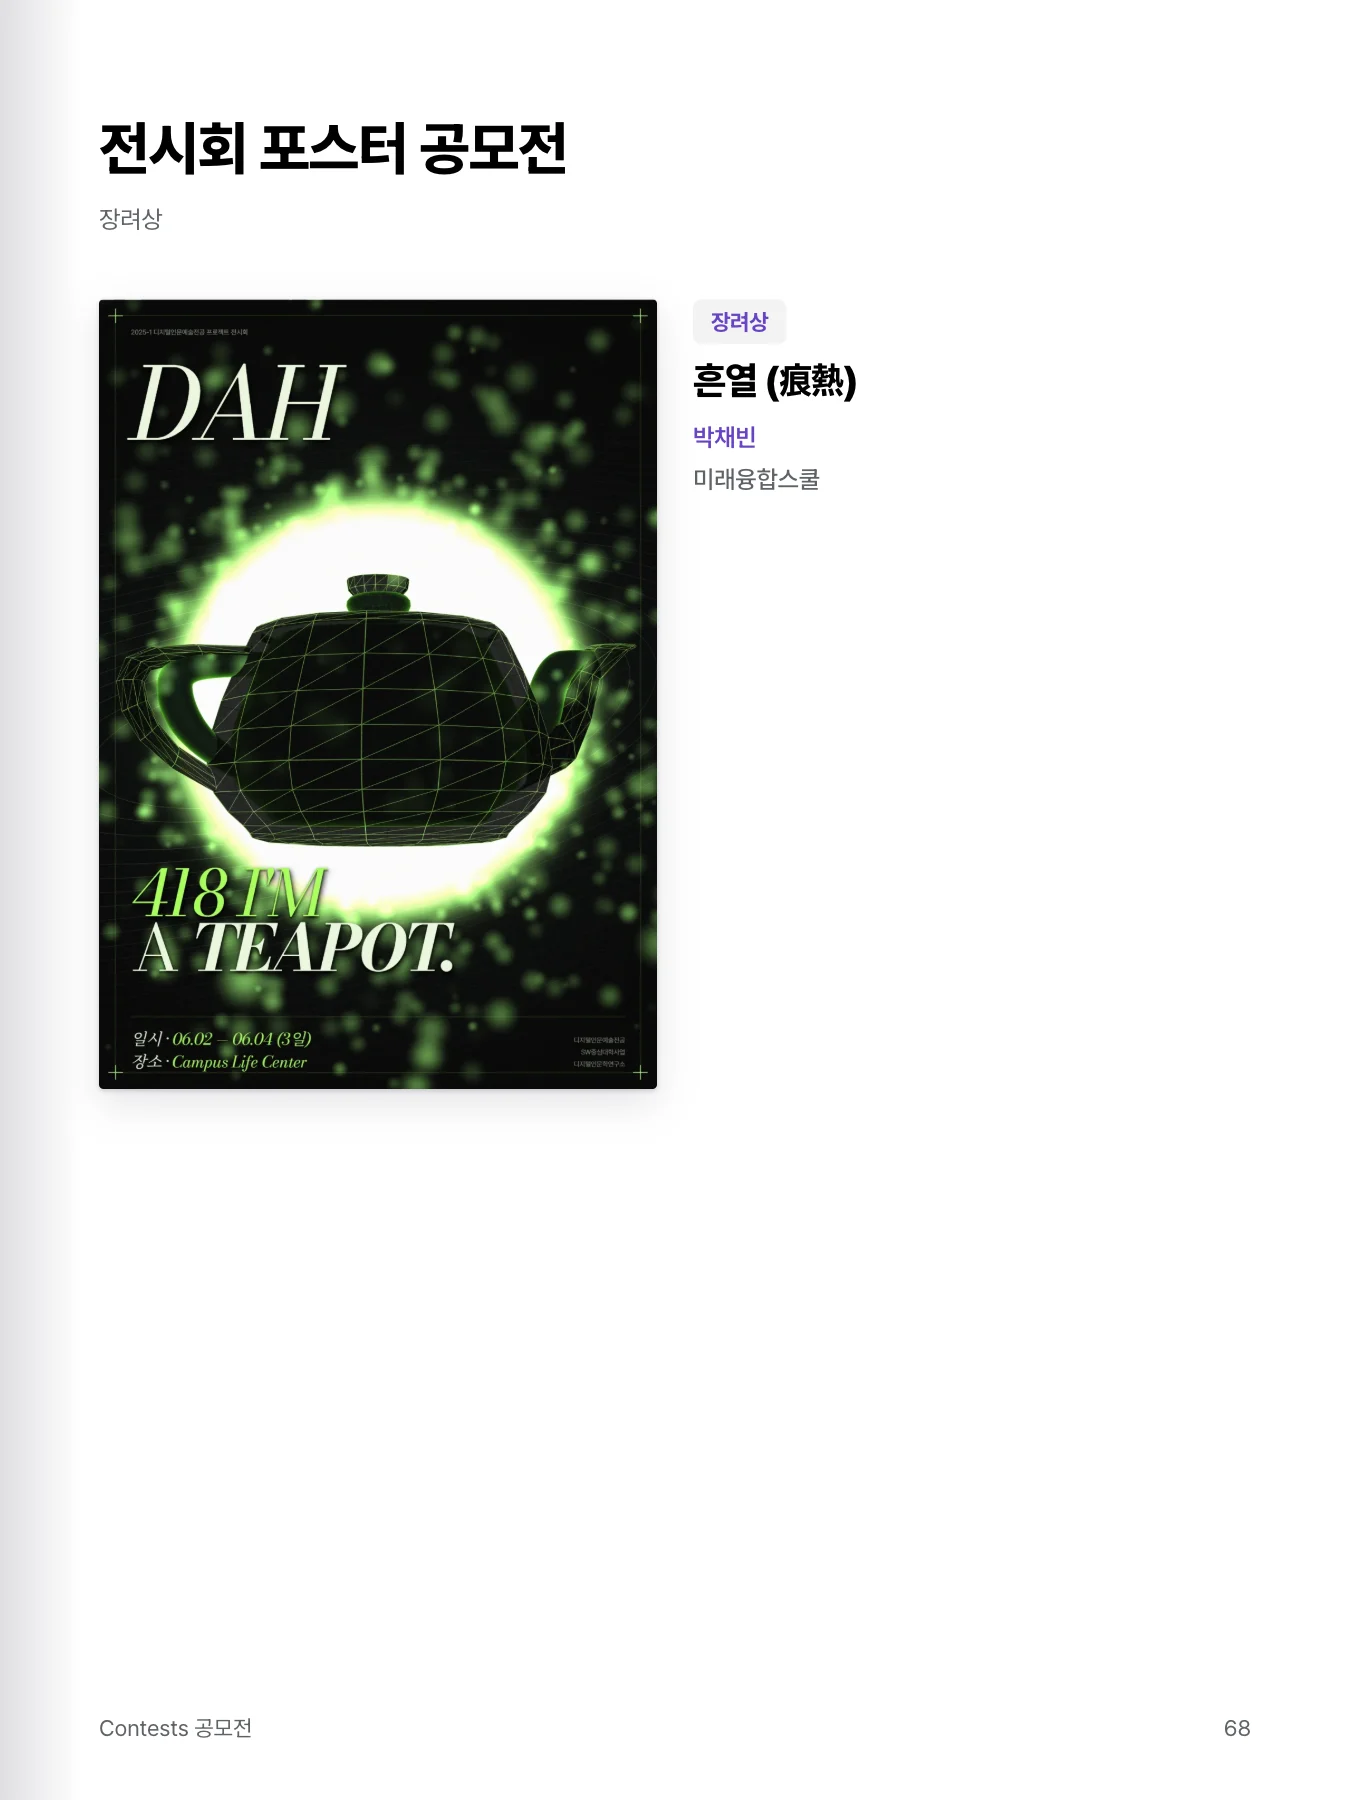 전시회 포스터 공모전
장려상
2025-1 디지털인문예술전공 프로젝트 전시회
DAH
418 I'M
A TEAPOT.
일시 · 06.02 — 06.04 (3일)
장소 · Campus Life Center
디지털인문예술전공
SW중심대학사업
디지털인문학연구소
장려상
흔열 (痕熱)
박채빈
미래융합스쿨
Contests 공모전
68